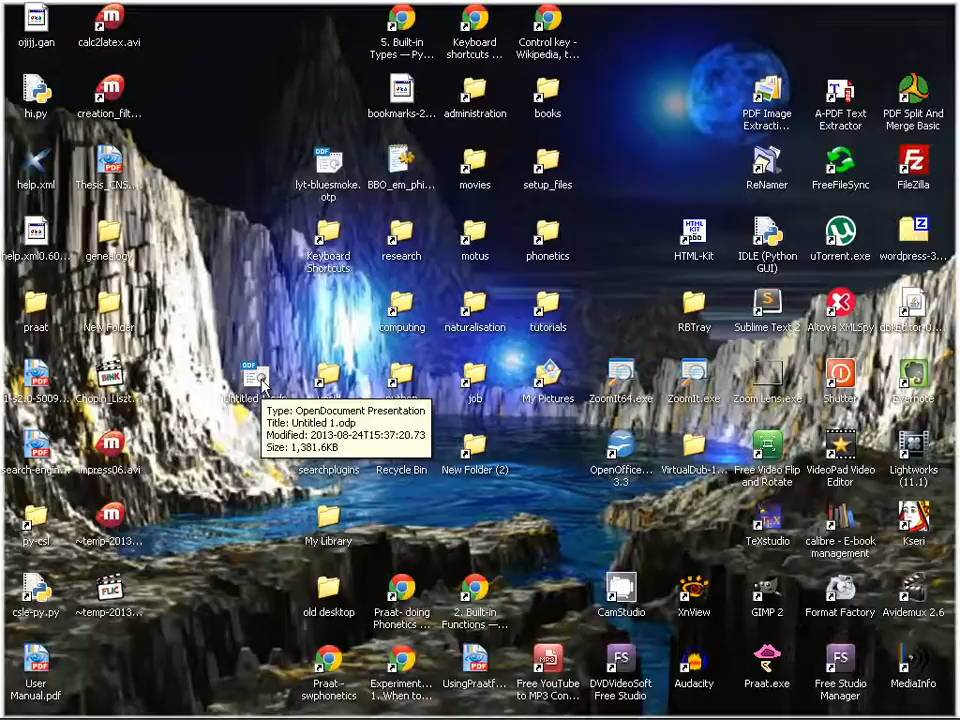 ojijj.gan
calc2latex.avi
5. Built-in
Types — Py...
Keyboard
shortcuts ...
Control key -
Wikipedia, t...
hi.py
creation_filt...
bookmarks-2...
administration
books
PDF Image
Extracti...
A-PDF Text
Extractor
PDF Split And
Merge Basic
help.xml
Thesis_CNS...
lyt-bluesmoke.
otp
BBO_em_phi...
movies
setup_files
ReNamer
FreeFileSync
FileZilla
help.xml0.60...
genealogy
Keyboard
Shortcuts
research
motus
phonetics
HTML-Kit
IDLE (Python
GUI)
uTorrent.exe
wordpress-3...
praat
New Folder
computing
naturalisation
tutorials
RBTray
Sublime Text 2
Altova XMLSpy
1-s2.0-S009...
Chopin_Liszt...
job
My Pictures
ZoomIt64.exe
ZoomIt.exe
Zoom Lens.exe
Shutter
Evernote
Type: OpenDocument Presentation
Title: Untitled 1.odp
Modified: 2013-08-24T15:37:20.73
Size: 1,381.6KB
search-engin...
impress06.avi
searchplugins
Recycle Bin
New Folder (2)
OpenOffice...
3.3
VirtualDub-1...
Free Video Flip
and Rotate
VideoPad Video
Editor
Lightworks
(11.1)
py-csl
~temp-2013...
My Library
TeXstudio
calibre - E-book
management
Kseri
csle-py.py
~temp-2013...
old desktop
Praat- doing
Phonetics ...
2. Built-in
Functions —...
CamStudio
XnView
GIMP 2
Format Factory
Avidemux 2.6
User
Manual.pdf
Praat -
swphonetics
Experiment...
1. When to...
UsingPraatf...
Free YouTube
to MP3 Con...
DVDVideoSoft
Free Studio
Audacity
Praat.exe
Free Studio
Manager
MediaInfo